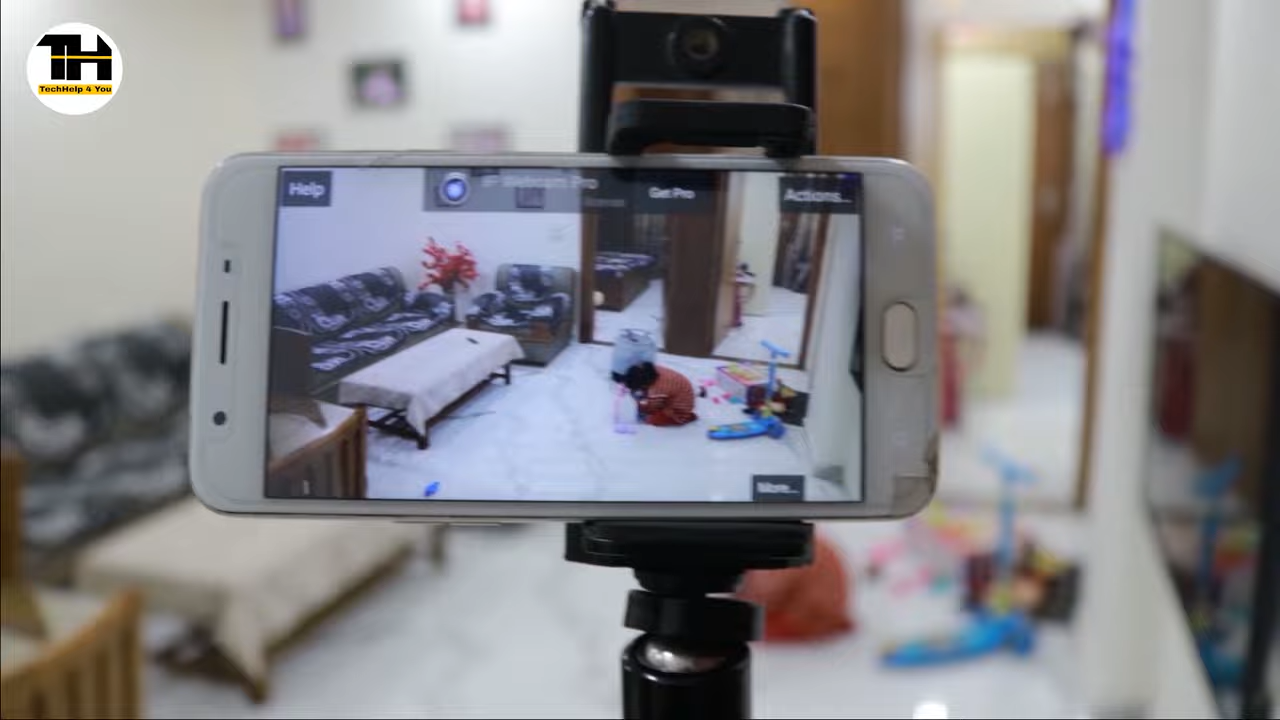 TH
TechHelp 4 You
Help
IP Webcam Pro
Get Pro
Actions...
More...